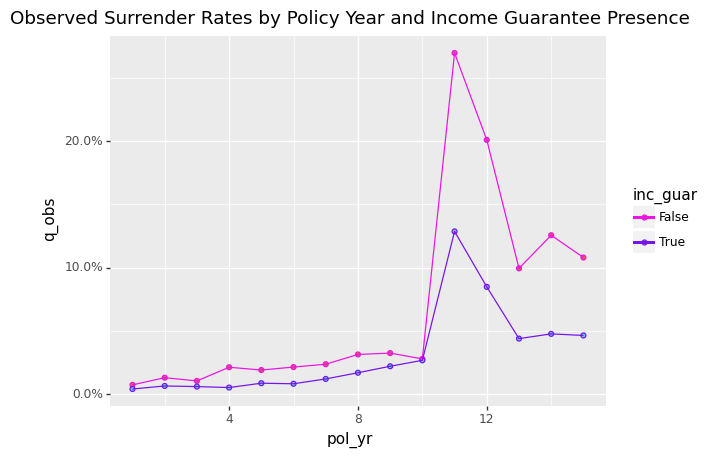 Observed Surrender Rates by Policy Year and Income Guarantee Presence
q_obs
20.0%
10.0%
0.0%
4
8
12
pol_yr
inc_guar
False
True